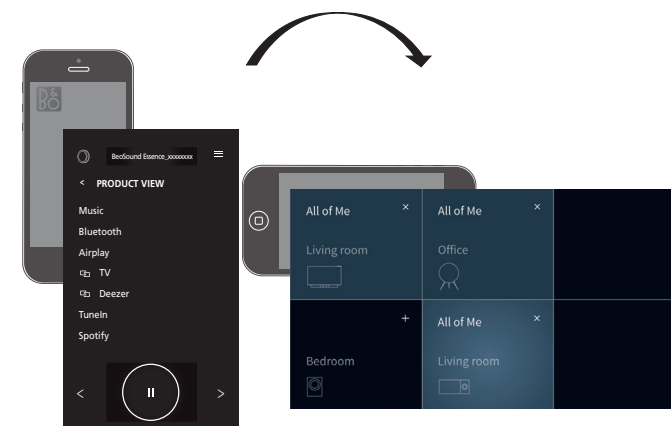 B&O
BeoSound Essence_xxxxxxxx
< PRODUCT VIEW
Music
Bluetooth
Airplay
TV
Deezer
TuneIn
Spotify
< >
All of Me ×
Living room
All of Me ×
Office
+
Bedroom
All of Me ×
Living room